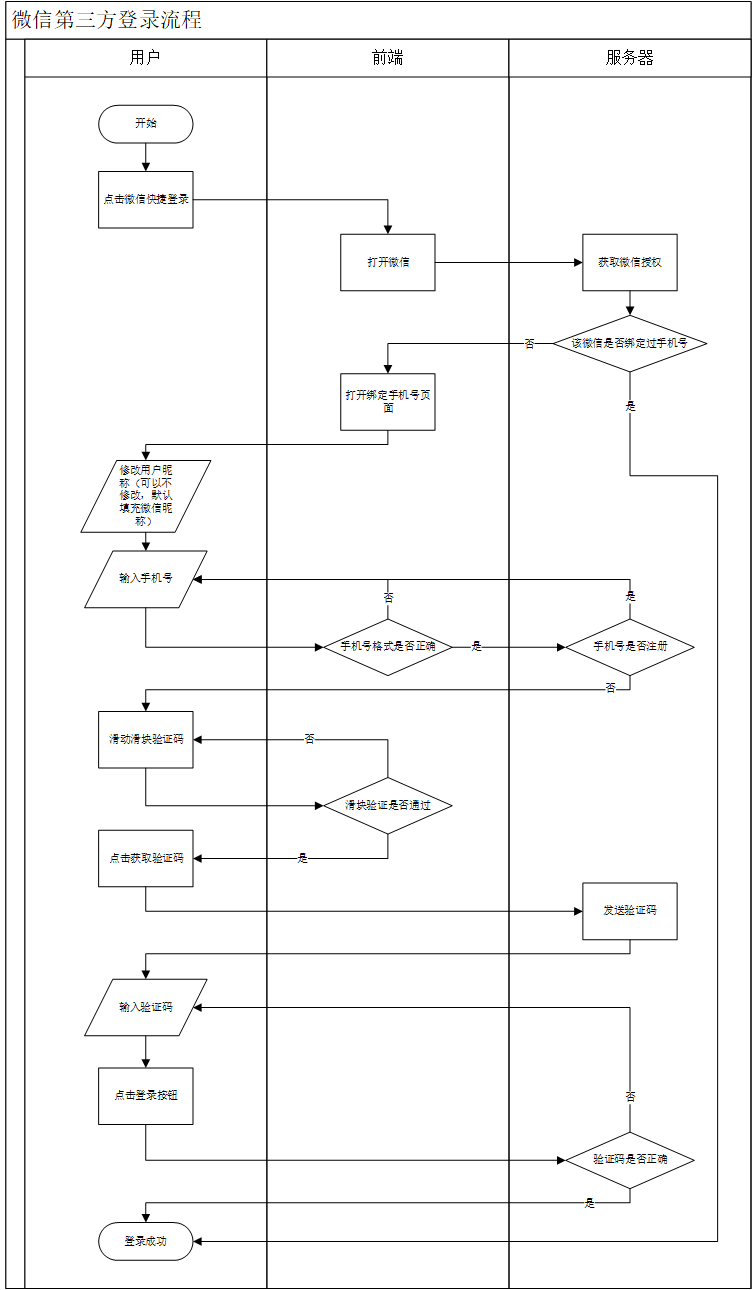 微信第三方登录流程
用户
前端
服务器
开始
点击微信快捷登录
打开微信
获取微信授权
该微信是否绑定过手机号
否
是
打开绑定手机号页
面
修改用户昵
称（可以不
修改，默认
填充微信昵
称）
输入手机号
否
是
手机号格式是否正确
是
手机号是否注册
否
滑动滑块验证码
否
滑块验证是否通过
点击获取验证码
是
发送验证码
输入验证码
点击登录按钮
否
验证码是否正确
是
登录成功